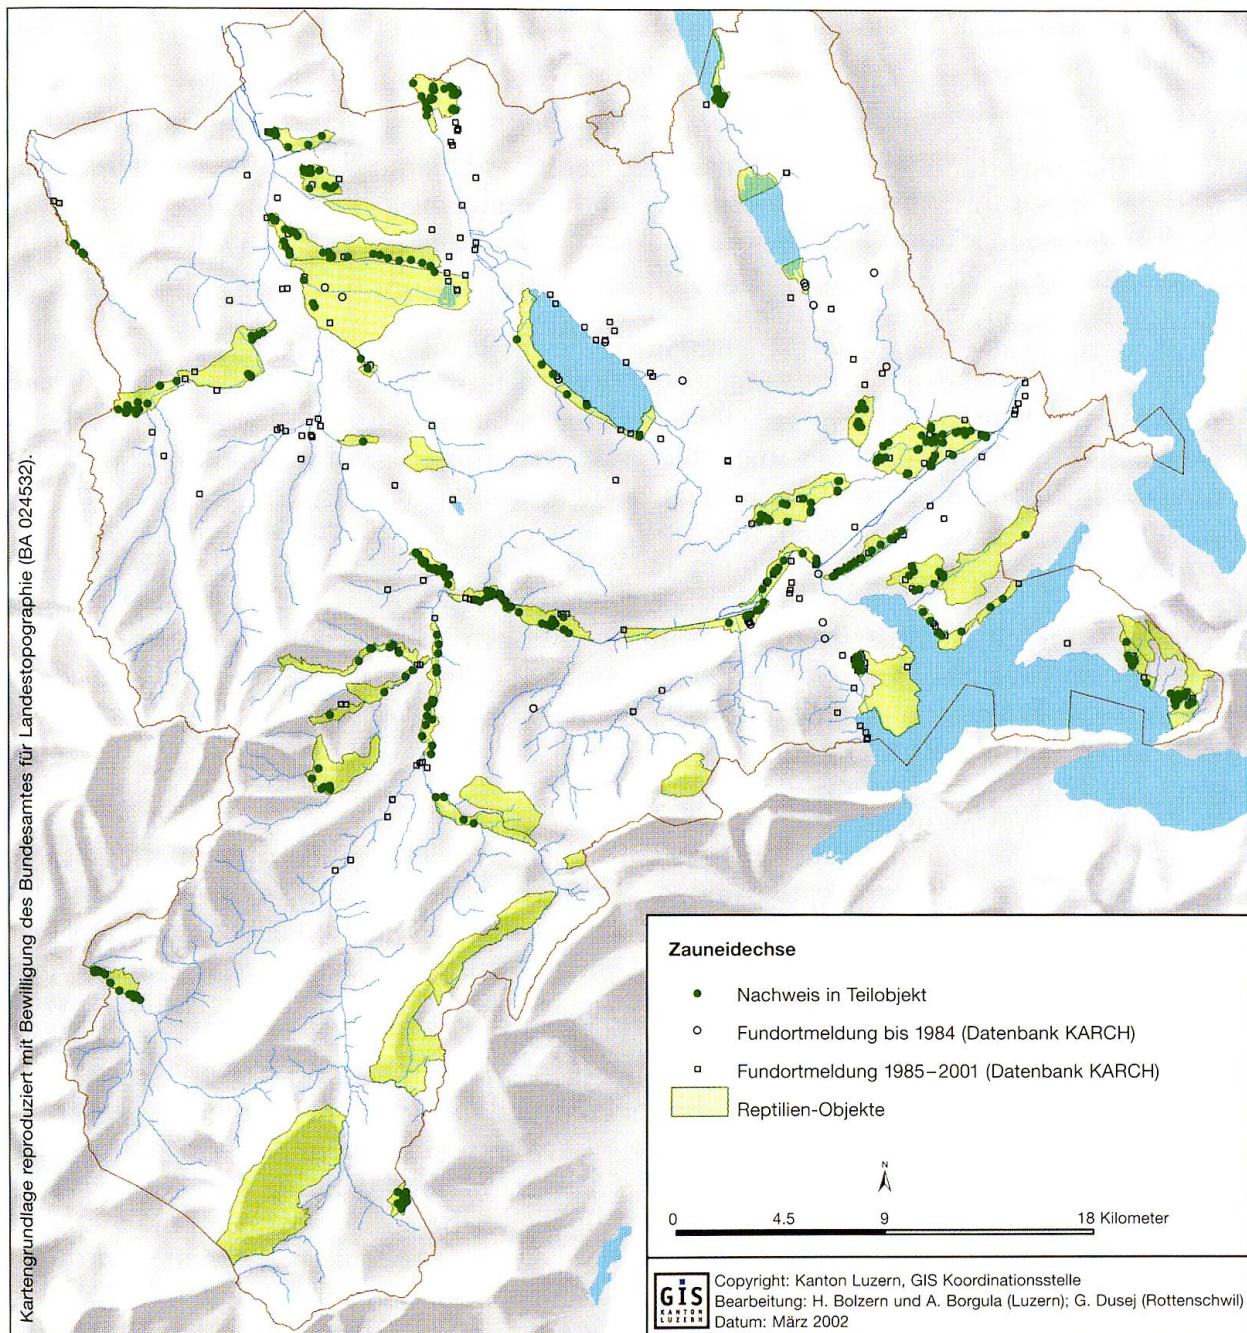 Kartengrundlage reproduziert mit Bewilligung des Bundesamtes für Landestopographie (BA 024532).
Zauneidechse
Nachweis in Teilobjekt
Fundortmeldung bis 1984 (Datenbank KARCH)
Fundortmeldung 1985–2001 (Datenbank KARCH)
Reptilien-Objekte
N
0 4.5 9 18 Kilometer
GIS
KANTON
LUZERN
Copyright: Kanton Luzern, GIS Koordinationsstelle
Bearbeitung: H. Bolzern und A. Borgula (Luzern); G. Dusej (Rottenschwil)
Datum: März 2002